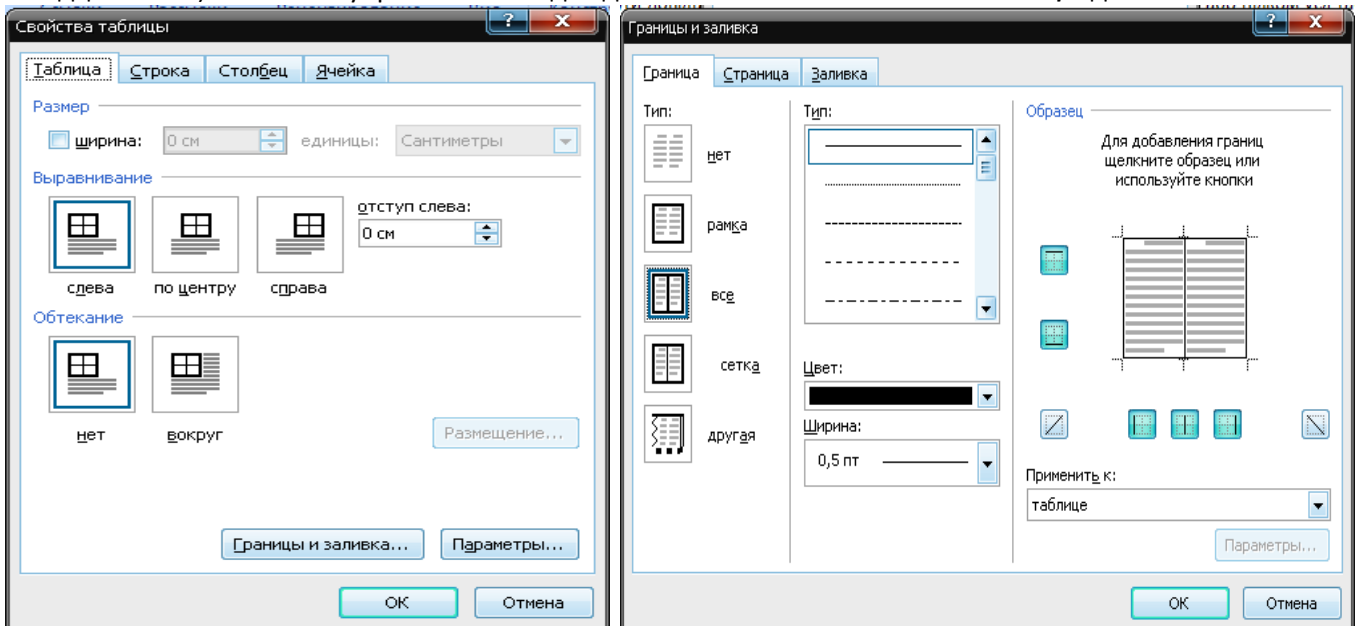 Свойства таблицы
Таблица Строка Столбец Ячейка
Размер
ширина: 0 см единицы: Сантиметры
Выравнивание
отступ слева:
0 см
слева по центру справа
Обтекание
нет вокруг
Размещение...
Границы и заливка... Параметры...
ОК Отмена
Границы и заливка
Граница Страница Заливка
Тип:
нет
рамка
все
сетка
другая
Тип:
Цвет:
Ширина:
0,5 пт
Образец
Для добавления границ
щелкните образец или
используйте кнопки
Применить к:
таблице
Параметры...
ОК Отмена